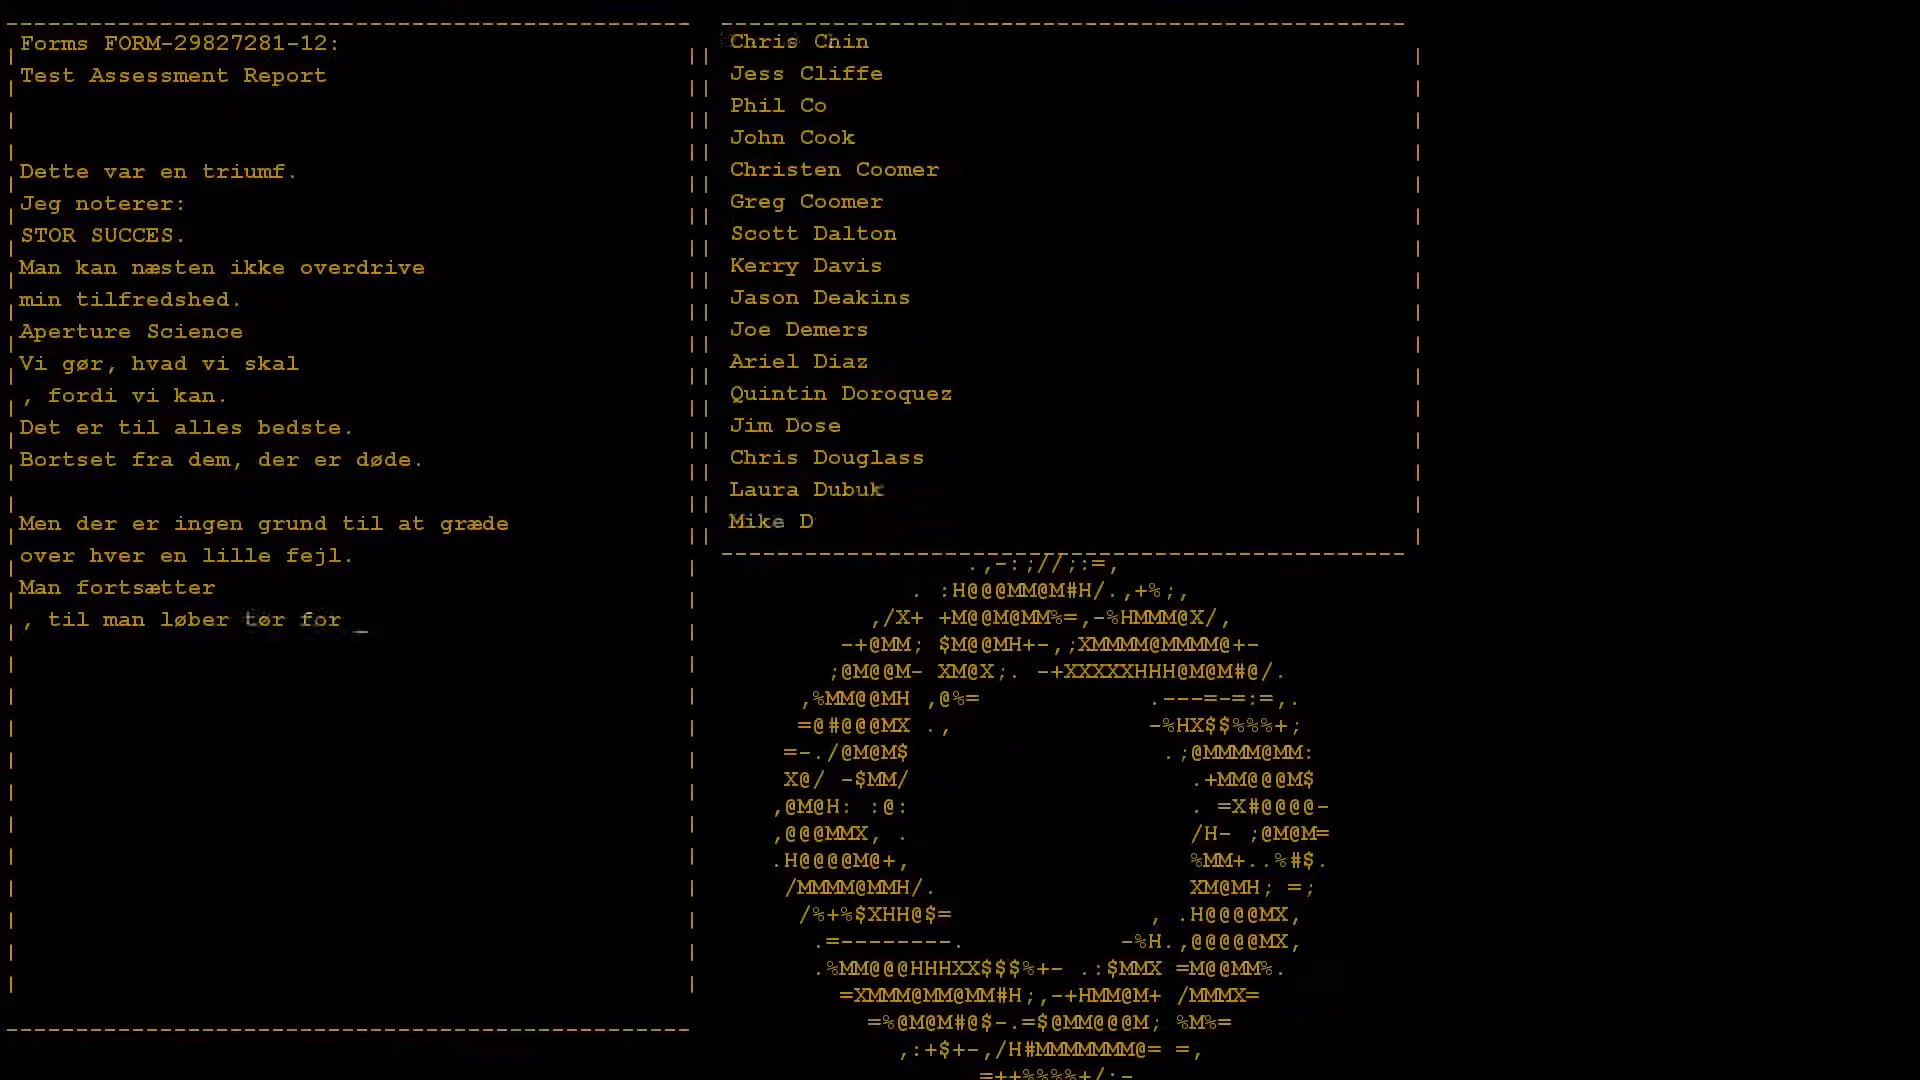 Forms FORM-29827281-12:
Test Assessment Report
Dette var en triumf.
Jeg noterer:
STOR SUCCES.
Man kan næsten ikke overdrive
min tilfredshed.
Aperture Science
Vi gør, hvad vi skal
, fordi vi kan.
Det er til alles bedste.
Bortset fra dem, der er døde.
Men der er ingen grund til at græde
over hver en lille fejl.
Man fortsætter
, til man løber tør for _
Chris Chin
Jess Cliffe
Phil Co
John Cook
Christen Coomer
Greg Coomer
Scott Dalton
Kerry Davis
Jason Deakins
Joe Demers
Ariel Diaz
Quintin Doroquez
Jim Dose
Chris Douglass
Laura Dubuk
Mike D